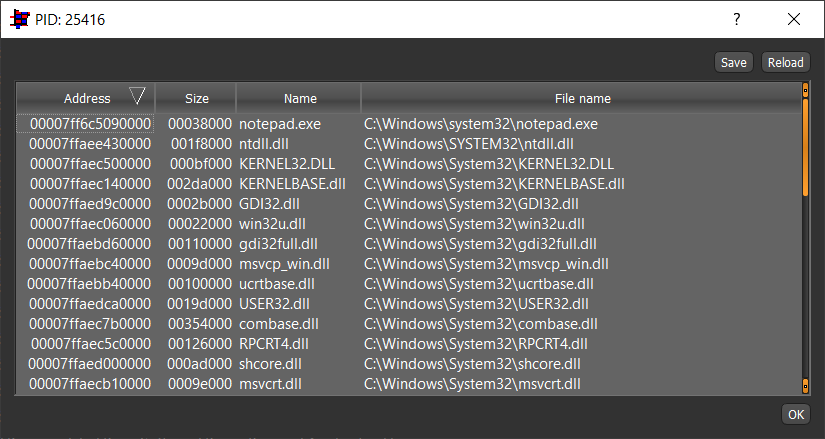 PID: 25416
Save Reload
Address Size Name File name
00007ff6c5090000 00038000 notepad.exe C:\Windows\system32\notepad.exe
00007ffaee430000 001f8000 ntdll.dll C:\Windows\SYSTEM32\ntdll.dll
00007ffaec500000 000bf000 KERNEL32.DLL C:\Windows\System32\KERNEL32.DLL
00007ffaec140000 002da000 KERNELBASE.dll C:\Windows\System32\KERNELBASE.dll
00007ffaed9c0000 0002b000 GDI32.dll C:\Windows\System32\GDI32.dll
00007ffaec060000 00022000 win32u.dll C:\Windows\System32\win32u.dll
00007ffaebd60000 00110000 gdi32full.dll C:\Windows\System32\gdi32full.dll
00007ffaebc40000 0009d000 msvcp_win.dll C:\Windows\System32\msvcp_win.dll
00007ffaebb40000 00100000 ucrtbase.dll C:\Windows\System32\ucrtbase.dll
00007ffaedca0000 0019d000 USER32.dll C:\Windows\System32\USER32.dll
00007ffaec7b0000 00354000 combase.dll C:\Windows\System32\combase.dll
00007ffaec5c0000 00126000 RPCRT4.dll C:\Windows\System32\RPCRT4.dll
00007ffaed000000 000ad000 shcore.dll C:\Windows\System32\shcore.dll
00007ffaecb10000 0009e000 msvcrt.dll C:\Windows\System32\msvcrt.dll
OK